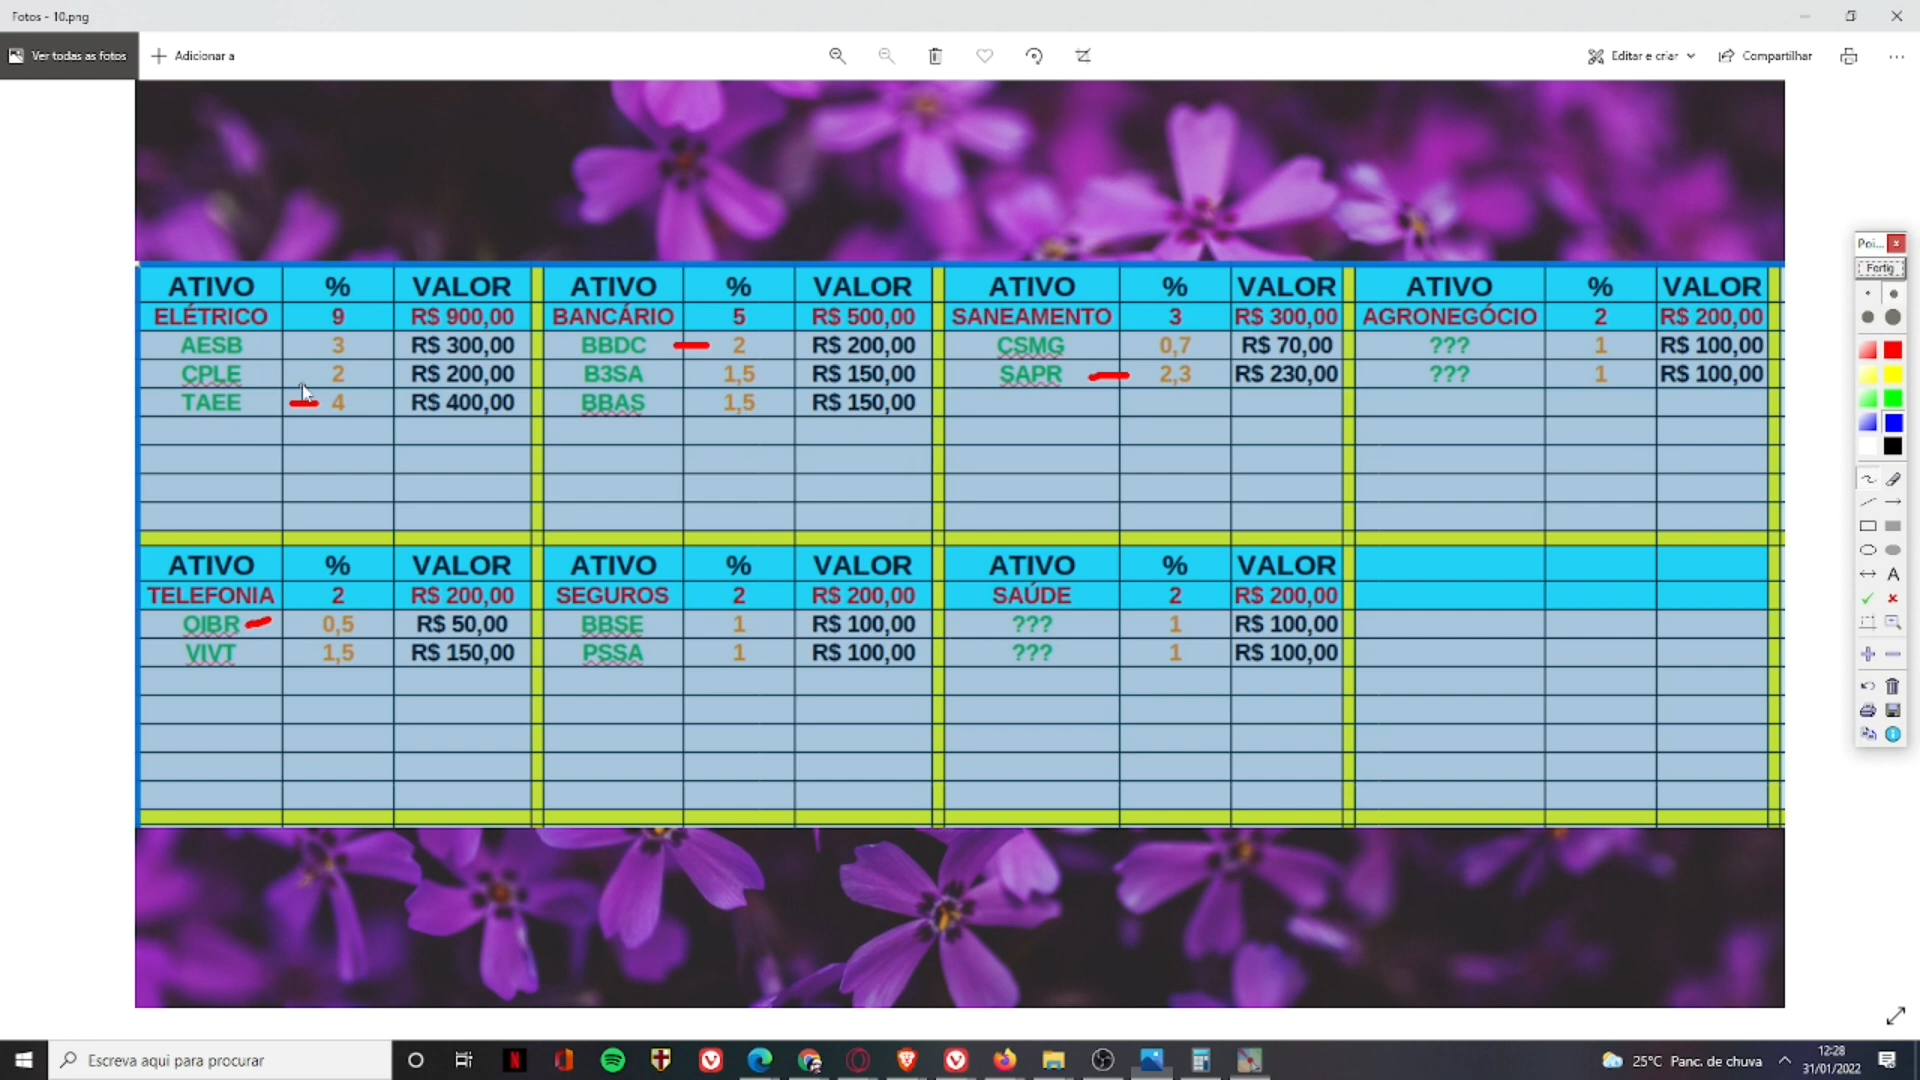 Fotos - 10.png
Ver todas as fotos
Adicionar a
Editar e criar
Compartilhar
Poi...
Fertig
A
ATIVO % VALOR ATIVO % VALOR ATIVO % VALOR ATIVO % VALOR
ELÉTRICO 9 R$ 900,00 BANCÁRIO 5 R$ 500,00 SANEAMENTO 3 R$ 300,00 AGRONEGÓCIO 2 R$ 200,00
AESB 3 R$ 300,00 BBDC 2 R$ 200,00 CSMG 0,7 R$ 70,00 ??? 1 R$ 100,00
CPLE 2 R$ 200,00 B3SA 1,5 R$ 150,00 SAPR 2,3 R$ 230,00 ??? 1 R$ 100,00
TAEE 4 R$ 400,00 BBAS 1,5 R$ 150,00
ATIVO % VALOR ATIVO % VALOR ATIVO % VALOR
TELEFONIA 2 R$ 200,00 SEGUROS 2 R$ 200,00 SAÚDE 2 R$ 200,00
OIBR 0,5 R$ 50,00 BBSE 1 R$ 100,00 ??? 1 R$ 100,00
VIVT 1,5 R$ 150,00 PSSA 1 R$ 100,00 ??? 1 R$ 100,00
Escreva aqui para procurar
25°C Panc. de chuva
12:28
31/01/2022